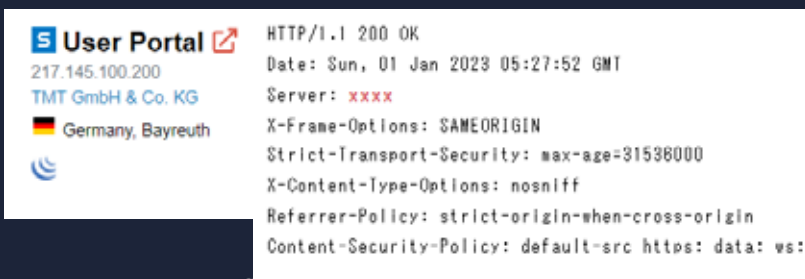 S User Portal
217.145.100.200
TMT GmbH & Co. KG
Germany, Bayreuth
HTTP/1.1 200 OK
Date: Sun, 01 Jan 2023 05:27:52 GMT
Server: xxxx
X-Frame-Options: SAMEORIGIN
Strict-Transport-Security: max-age=31536000
X-Content-Type-Options: nosniff
Referrer-Policy: strict-origin-when-cross-origin
Content-Security-Policy: default-src https: data: ws: